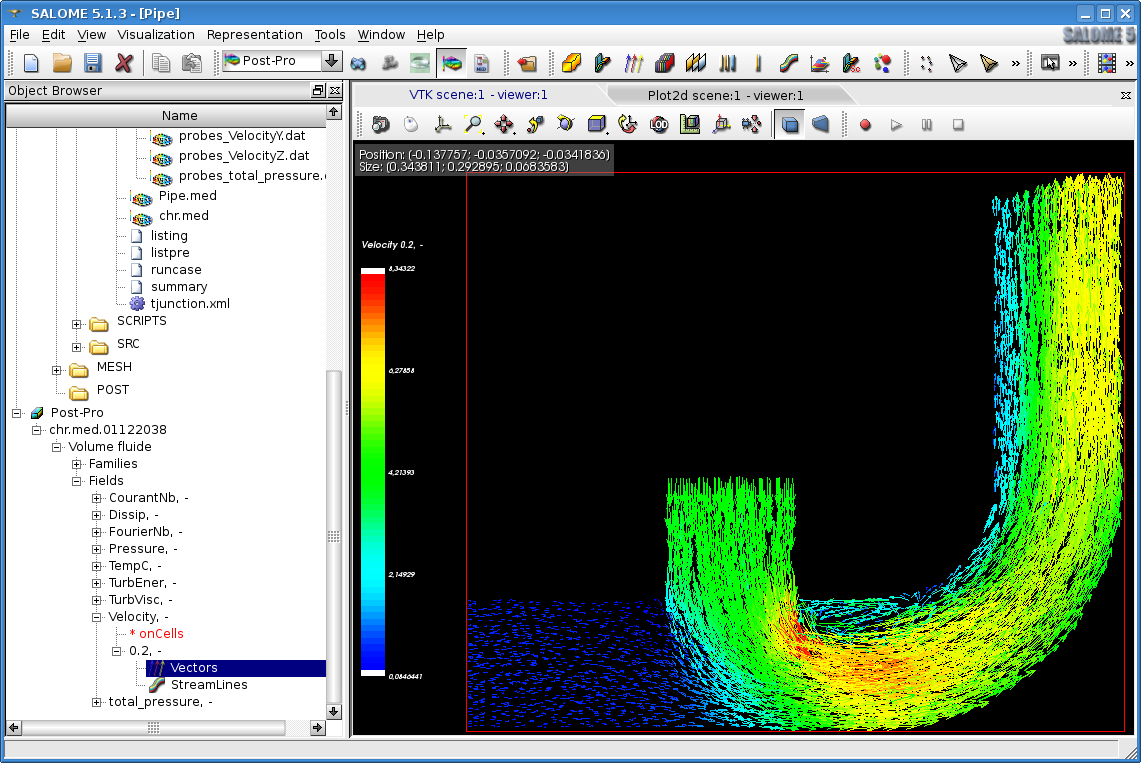 SALOME 5.1.3 - [Pipe]
File Edit View Visualization Representation Tools Window Help
SALOME 5
Post-Pro
»
»
»
Object Browser
VTK scene:1 - viewer:1
Plot2d scene:1 - viewer:1
Name
probes_VelocityY.dat
probes_VelocityZ.dat
probes_total_pressure.
Pipe.med
chr.med
listing
listpre
runcase
summary
tjunction.xml
SCRIPTS
SRC
MESH
POST
Post-Pro
chr.med.01122038
Volume fluide
Families
Fields
CourantNb, -
Dissip, -
FourierNb, -
Pressure, -
TempC, -
TurbEner, -
TurbVisc, -
Velocity, -
* onCells
0.2, -
Vectors
StreamLines
total_pressure, -
LOD
Position: (-0.137757; -0.0357092; -0.0341836)
Size: (0.343811; 0.292895; 0.0683583)
Velocity 0.2, -
8,34322
6,27858
4,21393
2,14929
0,0846441